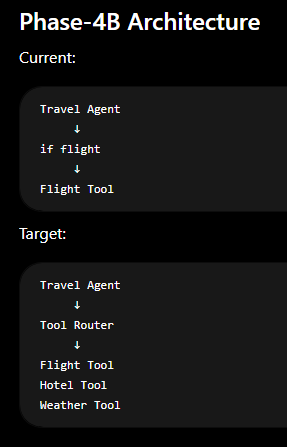 Phase-4B Architecture
Current:
Travel Agent
↓
if flight
↓
Flight Tool
Target:
Travel Agent
↓
Tool Router
↓
Flight Tool
Hotel Tool
Weather Tool